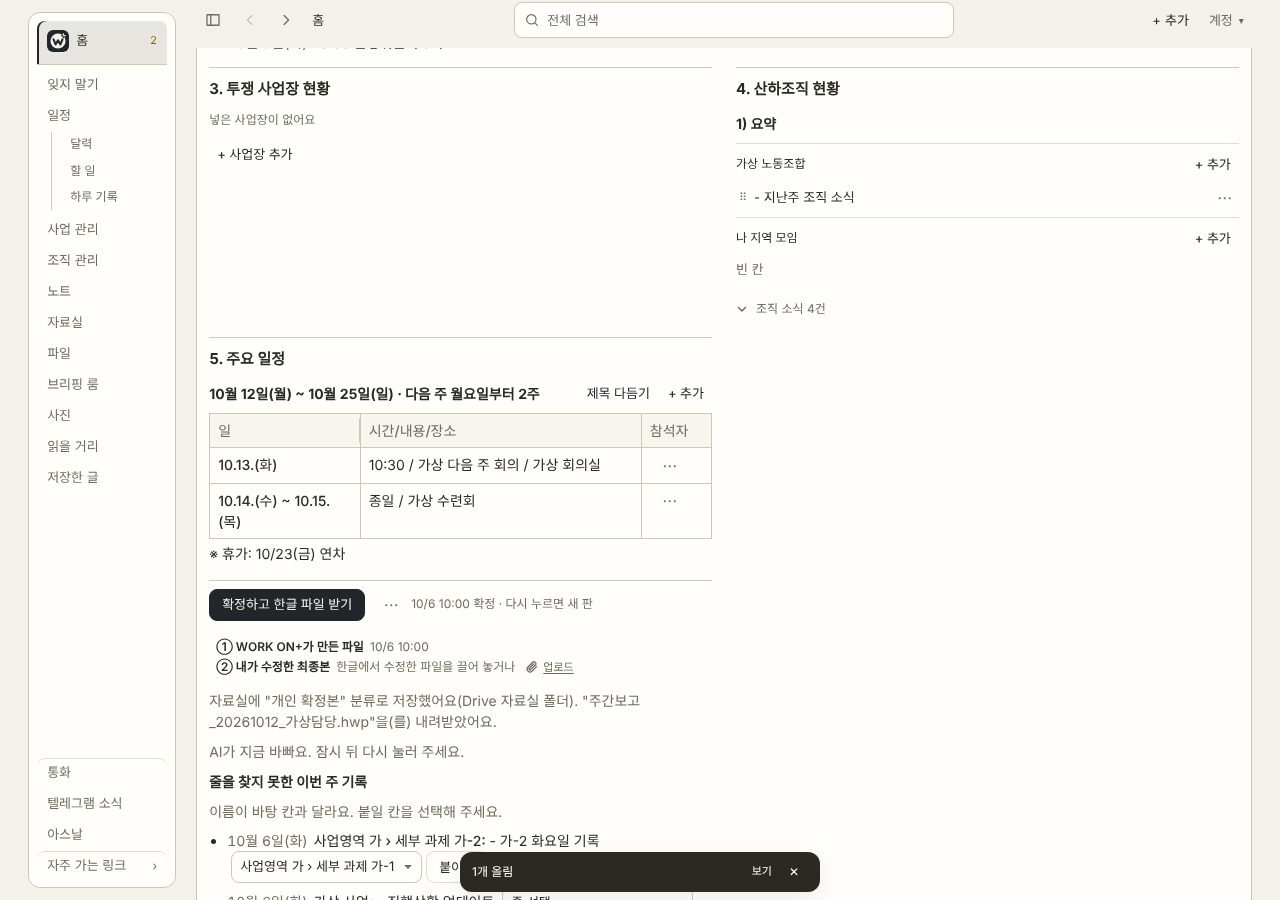 홈
2
잊지 말기
일정
달력
할 일
하루 기록
사업 관리
조직 관리
노트
자료실
파일
브리핑 룸
사진
읽을 거리
저장한 글
통화
텔레그램 소식
아스날
자주 가는 링크 ›
홈
전체 검색
+ 추가
계정 ▾
3. 투쟁 사업장 현황
넣은 사업장이 없어요
+ 사업장 추가
4. 산하조직 현황
1) 요약
가상 노동조합 + 추가
- 지난주 조직 소식 ⋯
나 지역 모임 + 추가
빈 칸
조직 소식 4건
5. 주요 일정
10월 12일(월) ~ 10월 25일(일) · 다음 주 월요일부터 2주 제목 다듬기 + 추가
일 시간/내용/장소 참석자
10.13.(화) 10:30 / 가상 다음 주 회의 / 가상 회의실 ⋯
10.14.(수) ~ 10.15. 종일 / 가상 수련회 ⋯
(목)
※ 휴가: 10/23(금) 연차
확정하고 한글 파일 받기 ⋯ 10/6 10:00 확정 · 다시 누르면 새 판
① WORK ON+가 만든 파일 10/6 10:00
② 내가 수정한 최종본 한글에서 수정한 파일을 끌어 놓거나 업로드
자료실에 "개인 확정본" 분류로 저장했어요(Drive 자료실 폴더). "주간보고
_20261012_가상담당.hwp"을(를) 내려받았어요.
AI가 지금 바빠요. 잠시 뒤 다시 눌러 주세요.
줄을 찾지 못한 이번 주 기록
이름이 바탕 칸과 달라요. 붙일 칸을 선택해 주세요.
• 10월 6일(화) 사업영역 가 › 세부 과제 가-2: - 가-2 화요일 기록
사업영역 가 › 세부 과제 가-1
1개 올림 보기 ×